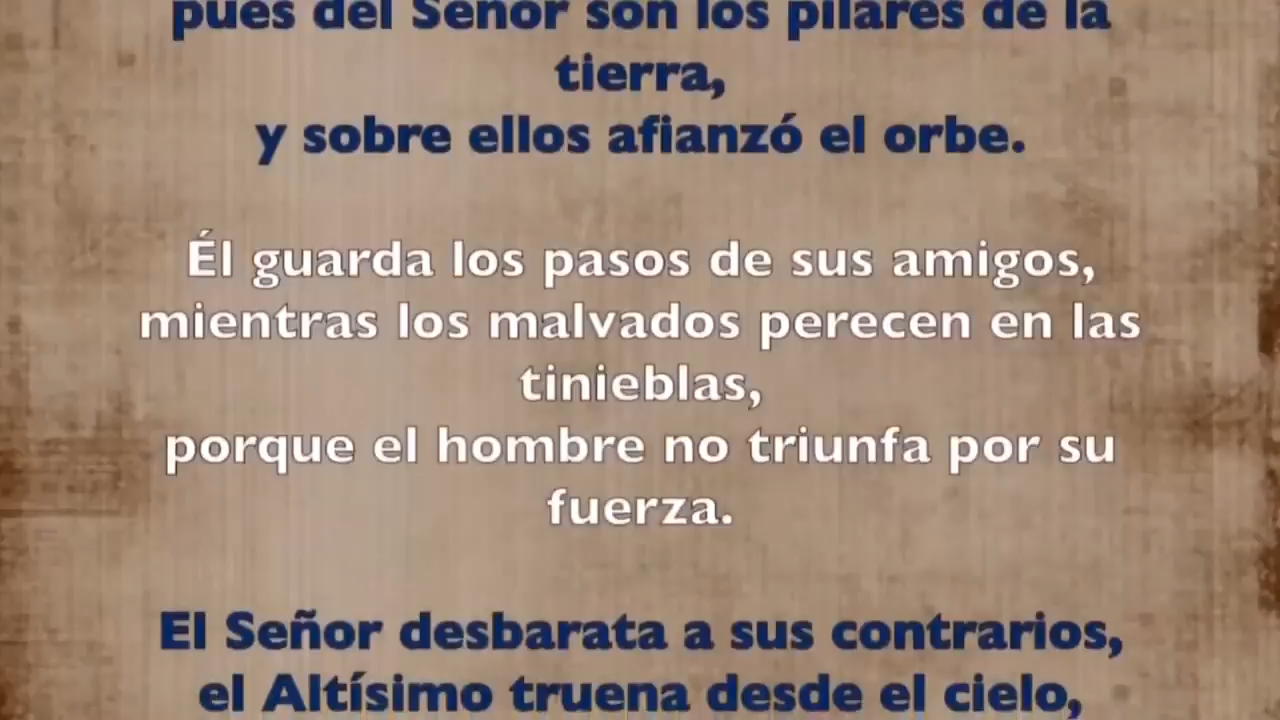 pues del Señor son los pilares de la
tierra,
y sobre ellos afianzó el orbe.
Él guarda los pasos de sus amigos,
mientras los malvados perecen en las
tinieblas,
porque el hombre no triunfa por su
fuerza.
El Señor desbarata a sus contrarios,
el Altísimo truena desde el cielo,